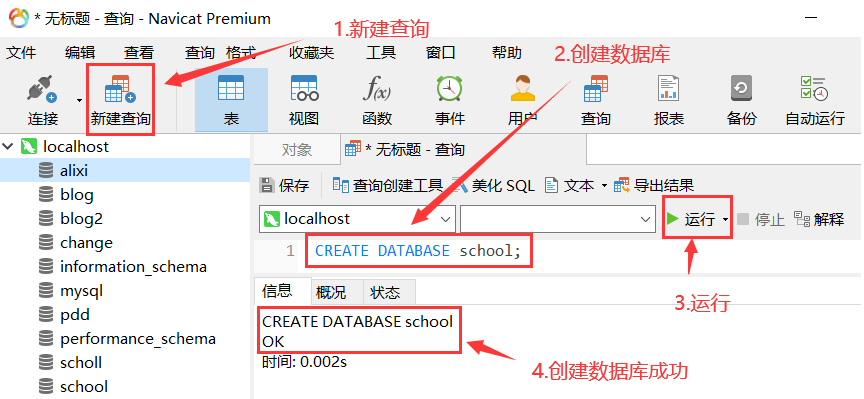 * 无标题 - 查询 - Navicat Premium
1.新建查询
文件 编辑 查看 查询 格式 收藏夹 工具 窗口 帮助
2.创建数据库
连接 新建查询 表 视图 函数 事件 用户 查询 报表 备份 自动运行
f(x)
localhost
alixi
blog
blog2
change
information_schema
mysql
pdd
performance_schema
scholl
school
对象 * 无标题 - 查询
保存 查询创建工具 美化 SQL 文本 导出结果
localhost 运行 停止 解释
1 CREATE DATABASE school;
信息 概况 状态
3.运行
CREATE DATABASE school
OK
时间: 0.002s
4.创建数据库成功